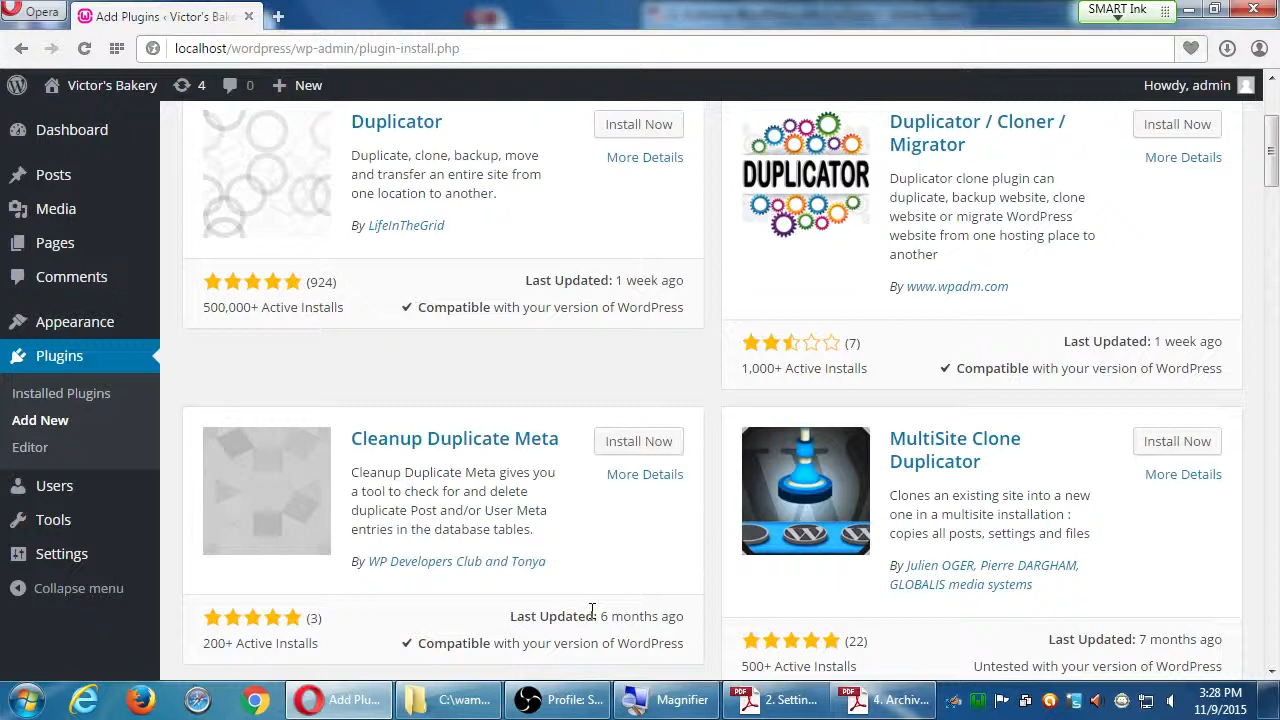 Opera
Add Plugins ‹ Victor's Bake
SMART Ink
localhost/wordpress/wp-admin/plugin-install.php
Victor's Bakery
4
0
New
Howdy, admin
Dashboard
Posts
Media
Pages
Comments
Appearance
Plugins
Installed Plugins
Add New
Editor
Users
Tools
Settings
Collapse menu
Duplicator
Install Now
More Details
Duplicate, clone, backup, move
and transfer an entire site from
one location to another.
By LifeInTheGrid
(924)
Last Updated: 1 week ago
500,000+ Active Installs
Compatible with your version of WordPress
DUPLICATOR
Duplicator / Cloner /
Migrator
Install Now
More Details
Duplicator clone plugin can
duplicate, backup website, clone
website or migrate WordPress
website from one hosting place to
another
By www.wpadm.com
(7)
Last Updated: 1 week ago
1,000+ Active Installs
Compatible with your version of WordPress
Cleanup Duplicate Meta
Install Now
More Details
Cleanup Duplicate Meta gives you
a tool to check for and delete
duplicate Post and/or User Meta
entries in the database tables.
By WP Developers Club and Tonya
(3)
Last Updated: 6 months ago
200+ Active Installs
Compatible with your version of WordPress
MultiSite Clone
Duplicator
Install Now
More Details
Clones an existing site into a new
one in a multisite installation :
copies all posts, settings and files
By Julien OGER, Pierre DARGHAM,
GLOBALIS media systems
(22)
Last Updated: 7 months ago
500+ Active Installs
Untested with your version of WordPress
Add Plu...
C:\wam...
Profile: S...
Magnifier
2. Settin...
4. Archiv...
3:28 PM
11/9/2015